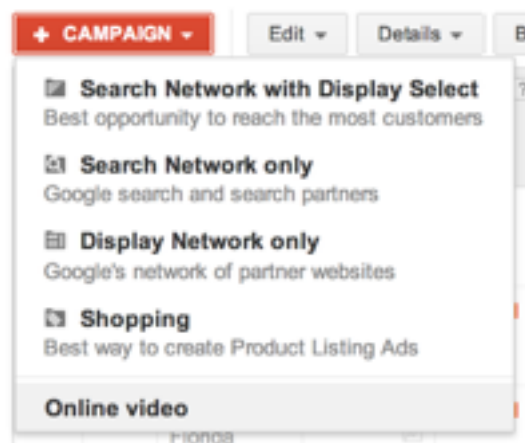 + CAMPAIGN Edit Details B
Search Network with Display Select
Best opportunity to reach the most customers
?
Search Network only
Google search and search partners
Display Network only
Google's network of partner websites
Shopping
Best way to create Product Listing Ads
Online video
Florida